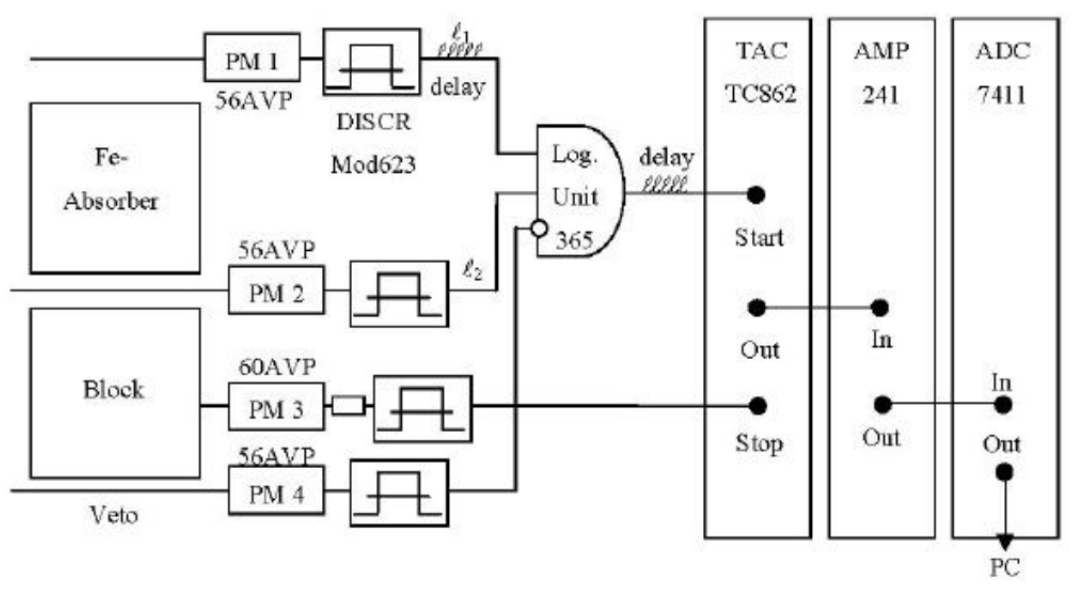 PM 1
56AVP
DISCR
Mod623
ℓ1
delay
Fe-
Absorber
56AVP
PM 2
ℓ2
Block
60AVP
PM 3
56AVP
PM 4
Veto
Log.
Unit
365
delay
TAC
TC862
Start
Out
Stop
AMP
241
In
Out
ADC
7411
In
Out
PC